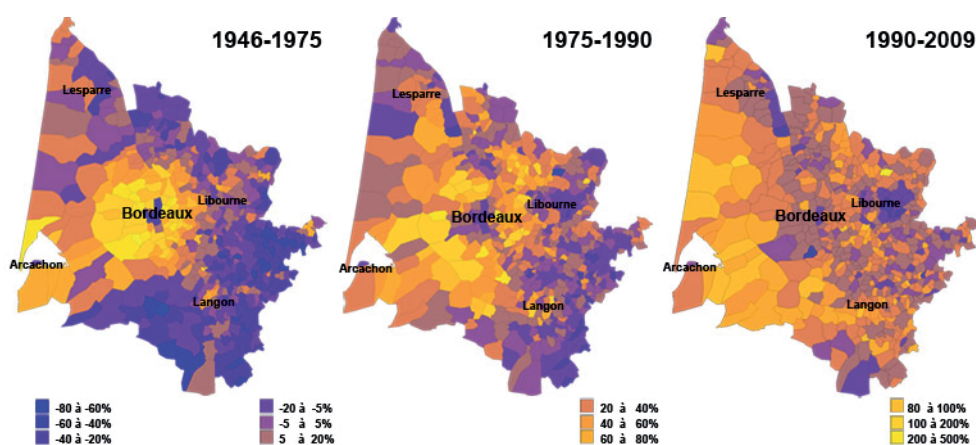 1946-1975
1975-1990
1990-2009
Lesparre
Bordeaux
Libourne
Arcachon
Langon
Lesparre
Bordeaux
Libourne
Arcachon
Langon
Lesparre
Bordeaux
Libourne
Arcachon
Langon
-80 à -60%
-60 à -40%
-40 à -20%
-20 à -5%
-5 à 5%
5 à 20%
20 à 40%
40 à 60%
60 à 80%
80 à 100%
100 à 200%
200 à 500%